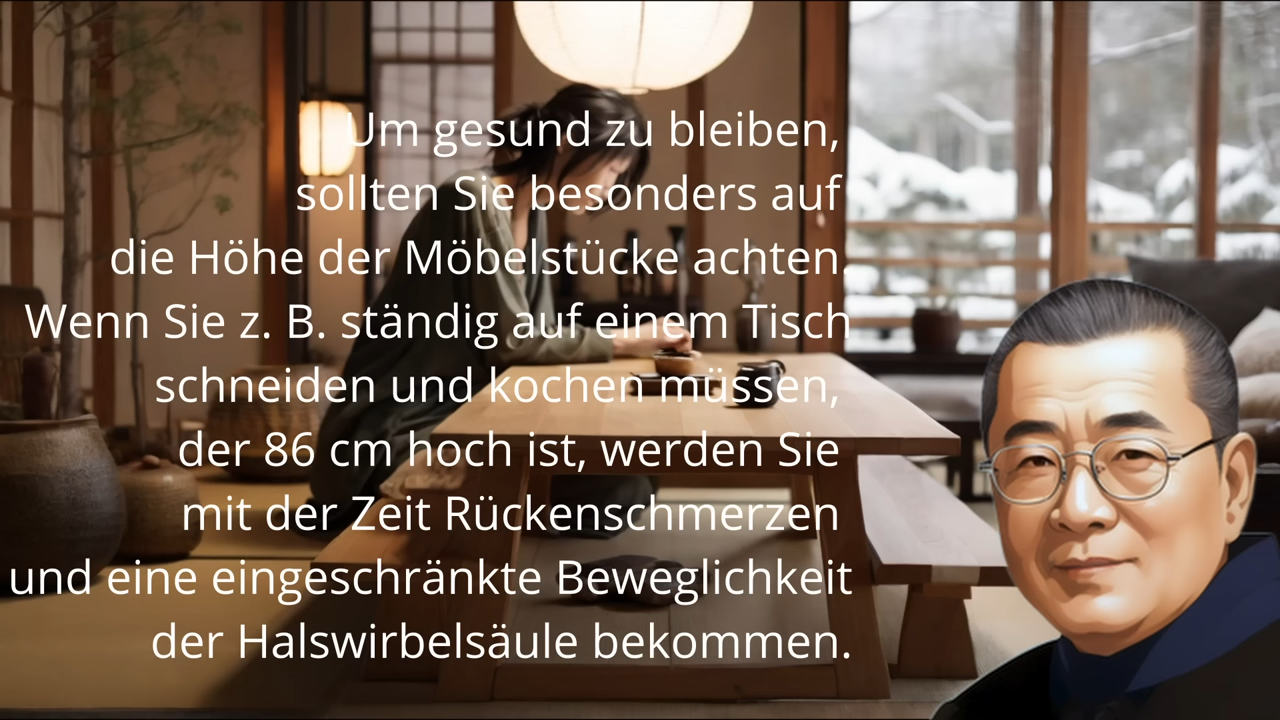 Um gesund zu bleiben,
sollten Sie besonders auf
die Höhe der Möbelstücke achten.
Wenn Sie z. B. ständig auf einem Tisch
schneiden und kochen müssen,
der 86 cm hoch ist, werden Sie
mit der Zeit Rückenschmerzen
und eine eingeschränkte Beweglichkeit
der Halswirbelsäule bekommen.